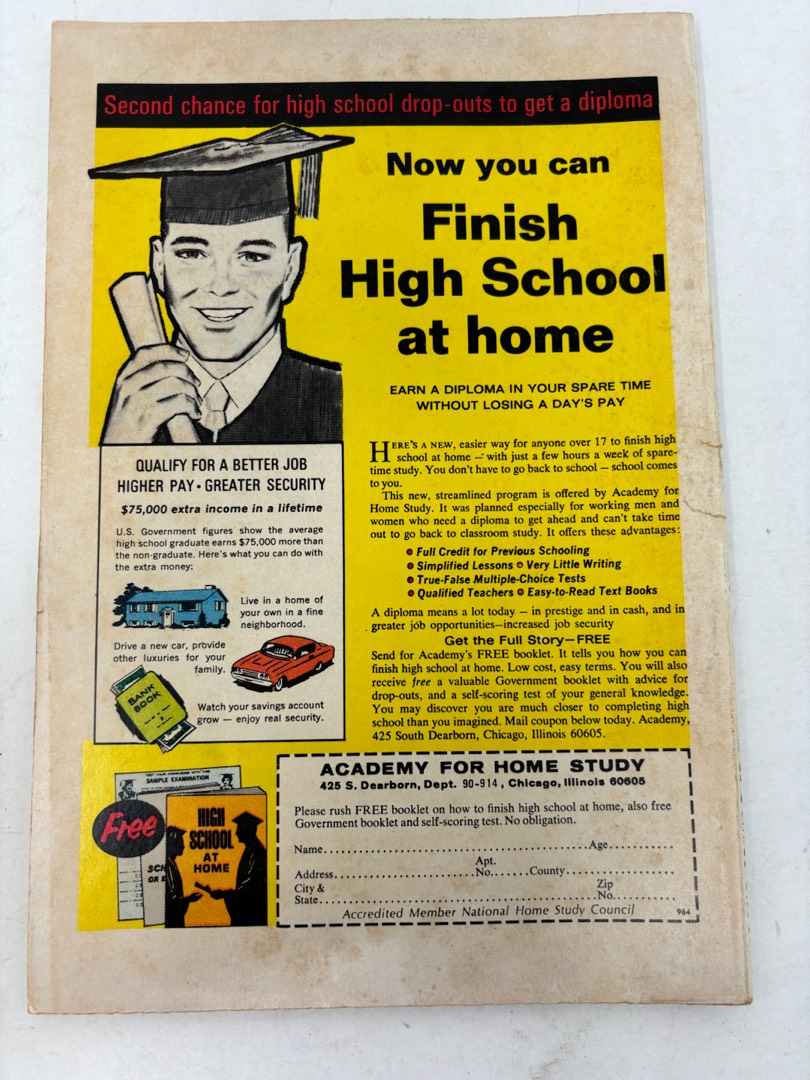 Second chance for high school drop-outs to get a diploma
Now you can
Finish
High School
at home
EARN A DIPLOMA IN YOUR SPARE TIME
WITHOUT LOSING A DAY'S PAY
QUALIFY FOR A BETTER JOB
HIGHER PAY • GREATER SECURITY
$75,000 extra income in a lifetime
U.S. Government figures show the average
high school graduate earns $75,000 more than
the non-graduate. Here's what you can do with
the extra money:
Live in a home of
your own in a fine
neighborhood.
Drive a new car, provide
other luxuries for your
family.
BANK
BOOK
Watch your savings account
grow — enjoy real security.
HERE'S A NEW, easier way for anyone over 17 to finish high
school at home — with just a few hours a week of spare-
time study. You don't have to go back to school – school comes
to you.
This new, streamlined program is offered by Academy for
Home Study. It was planned especially for working men and
women who need a diploma to get ahead and can't take time
out to go back to classroom study. It offers these advantages:
• Full Credit for Previous Schooling
• Simplified Lessons • Very Little Writing
• True-False Multiple-Choice Tests
• Qualified Teachers • Easy-to-Read Text Books
A diploma means a lot today – in prestige and in cash, and in
greater job opportunities–increased job security
Get the Full Story—FREE
Send for Academy's FREE booklet. It tells you how you can
finish high school at home. Low cost, easy terms. You will also
receive free a valuable Government booklet with advice for
drop-outs, and a self-scoring test of your general knowledge.
You may discover you are much closer to completing high
school than you imagined. Mail coupon below today. Academy,
425 South Dearborn, Chicago, Illinois 60605.
TEST YOUR KNOWLEDGE WITH THIS
SAMPLE EXAMINATION
Free
SCH
OR
HIGH
SCHOOL
AT
HOME
ACADEMY FOR HOME STUDY
425 S. Dearborn, Dept. 90-914, Chicago, Illinois 60605
Please rush FREE booklet on how to finish high school at home, also free
Government booklet and self-scoring test. No obligation.
Name Age
Address Apt. No. County
City & State Zip No.
Accredited Member National Home Study Council 964